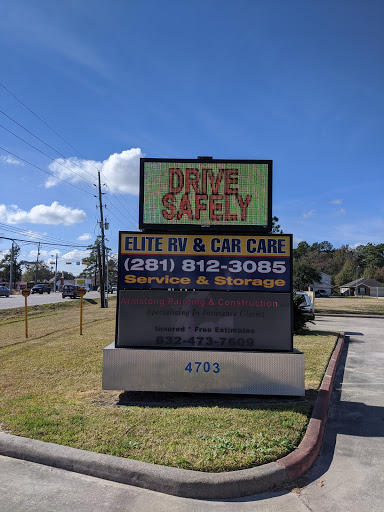 DRIVE
SAFELY
ELITE RV & CAR CARE
(281) 812-3085
Service & Storage
Armstrong Painting & Construction
Specializing In Insurance Claims
Insured * Free Estimates
832-473-7609
4703